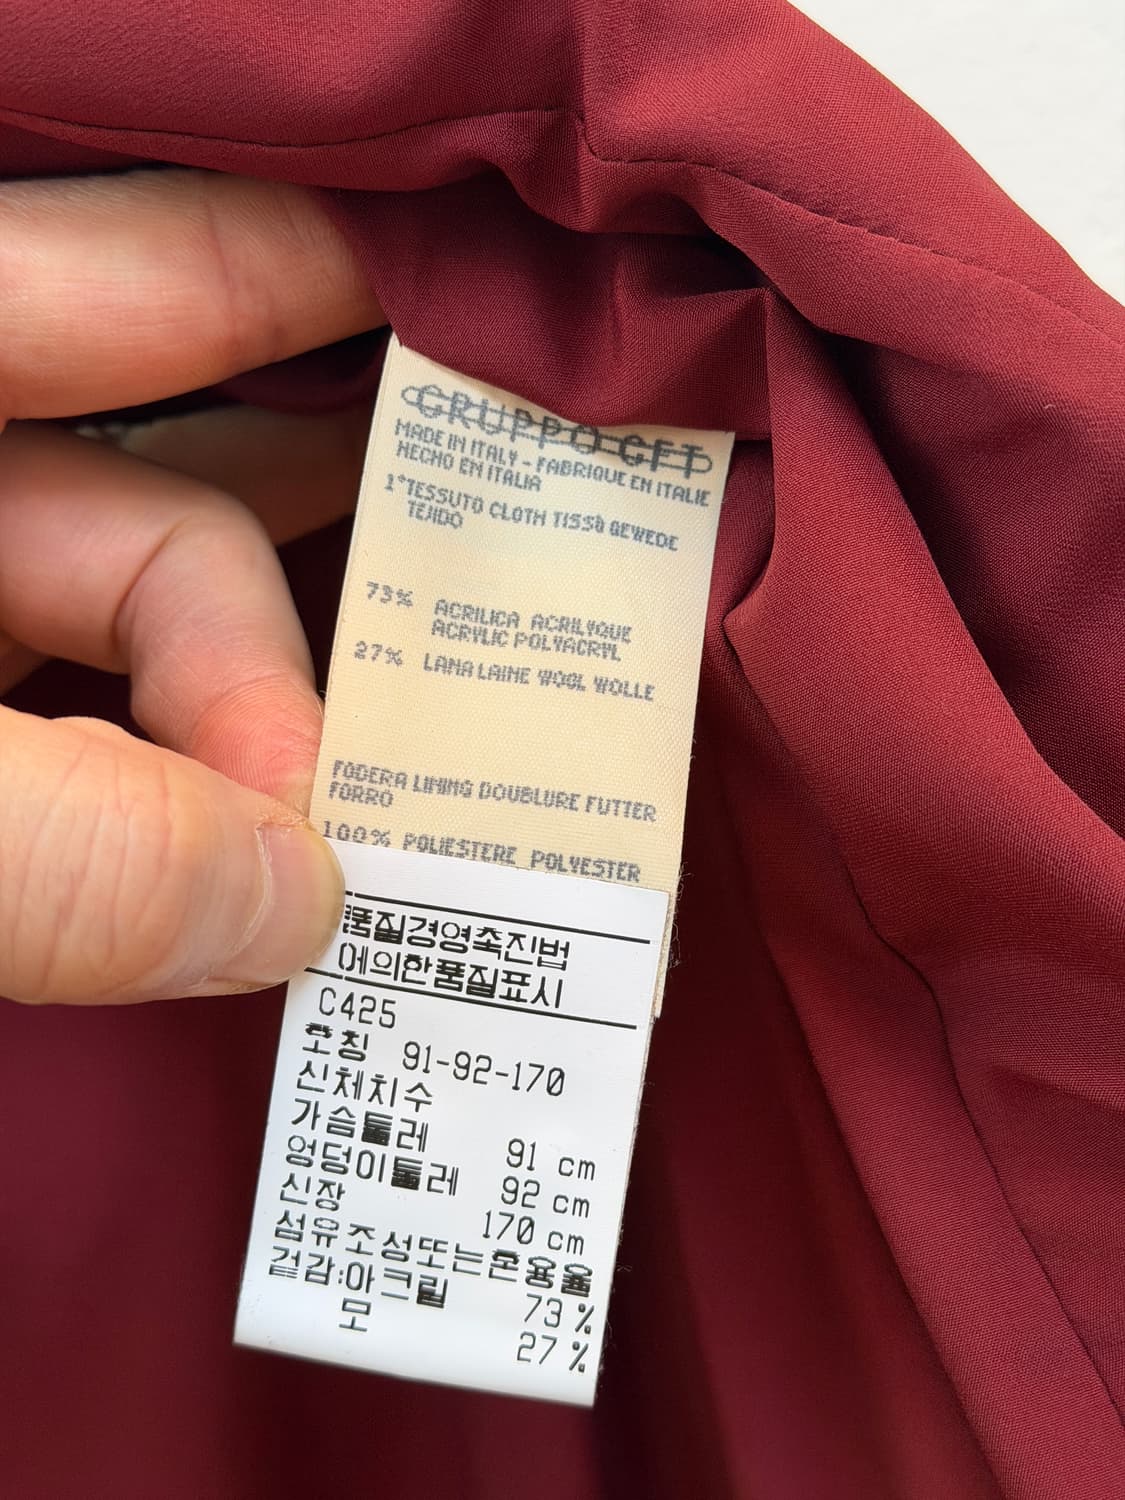 GRUPPO GFT
MADE IN ITALY - FABRIQUE EN ITALIE
HECHO EN ITALIA
1°TESSUTO CLOTH TISSÙ GEWEDE
TEJIDO
73% ACRILICA ACRILYQUE
ACRYLIC POLYACRYL
27% LANA LAINE WOOL WOLLE
FODERA LINING DOUBLURE FUTTER
FORRO
100% POLIESTERE POLYESTER
품질경영촉진법
에의한품질표시
C425
호칭 91-92-170
신체치수
가슴둘레 91 cm
엉덩이둘레 92 cm
신장 170 cm
섬유조성또는혼용율
겉감:아크릴 73 %
모 27 %